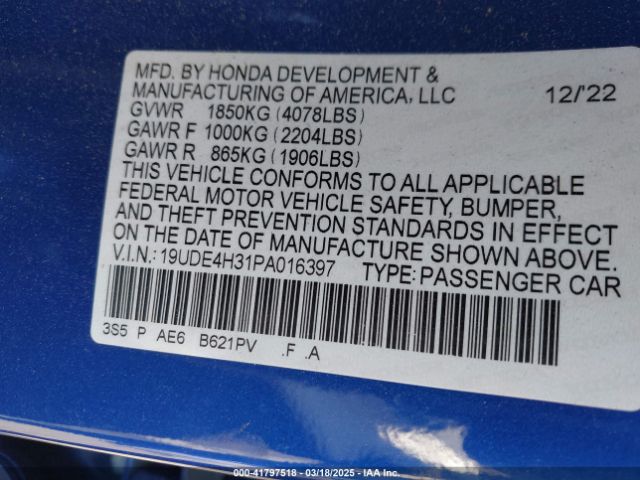 MFD. BY HONDA DEVELOPMENT &
MANUFACTURING OF AMERICA, LLC 12/'22
GVWR 1850KG (4078LBS)
GAWR F 1000KG (2204LBS)
GAWR R 865KG (1906LBS)
THIS VEHICLE CONFORMS TO ALL APPLICABLE
FEDERAL MOTOR VEHICLE SAFETY, BUMPER,
AND THEFT PREVENTION STANDARDS IN EFFECT
ON THE DATE OF MANUFACTURE SHOWN ABOVE.
V.I.N.: 19UDE4H31PA016397 TYPE: PASSENGER CAR
3S5 P AE6 B621PV .F .A
000-41797518 — 03/18/2025 — IAA Inc.